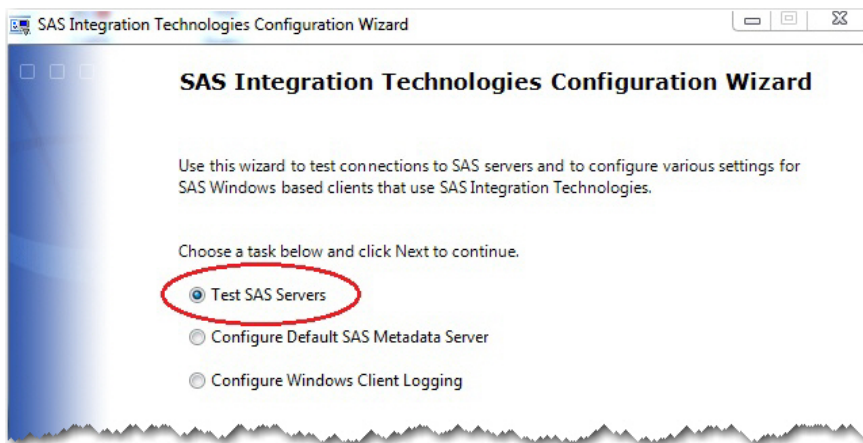 SAS Integration Technologies Configuration Wizard
SAS Integration Technologies Configuration Wizard
Use this wizard to test connections to SAS servers and to configure various settings for
SAS Windows based clients that use SAS Integration Technologies.
Choose a task below and click Next to continue.
Test SAS Servers
Configure Default SAS Metadata Server
Configure Windows Client Logging